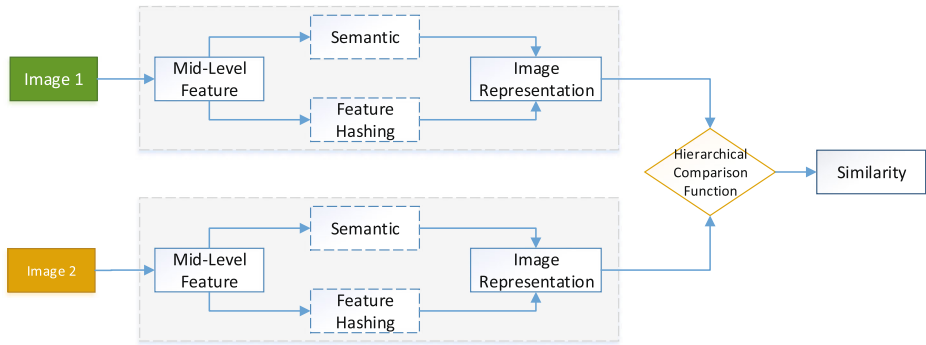 Image 1
Mid-Level
Feature
Semantic
Feature
Hashing
Image
Representation
Hierarchical
Comparison
Function
Similarity
Image 2
Mid-Level
Feature
Semantic
Feature
Hashing
Image
Representation